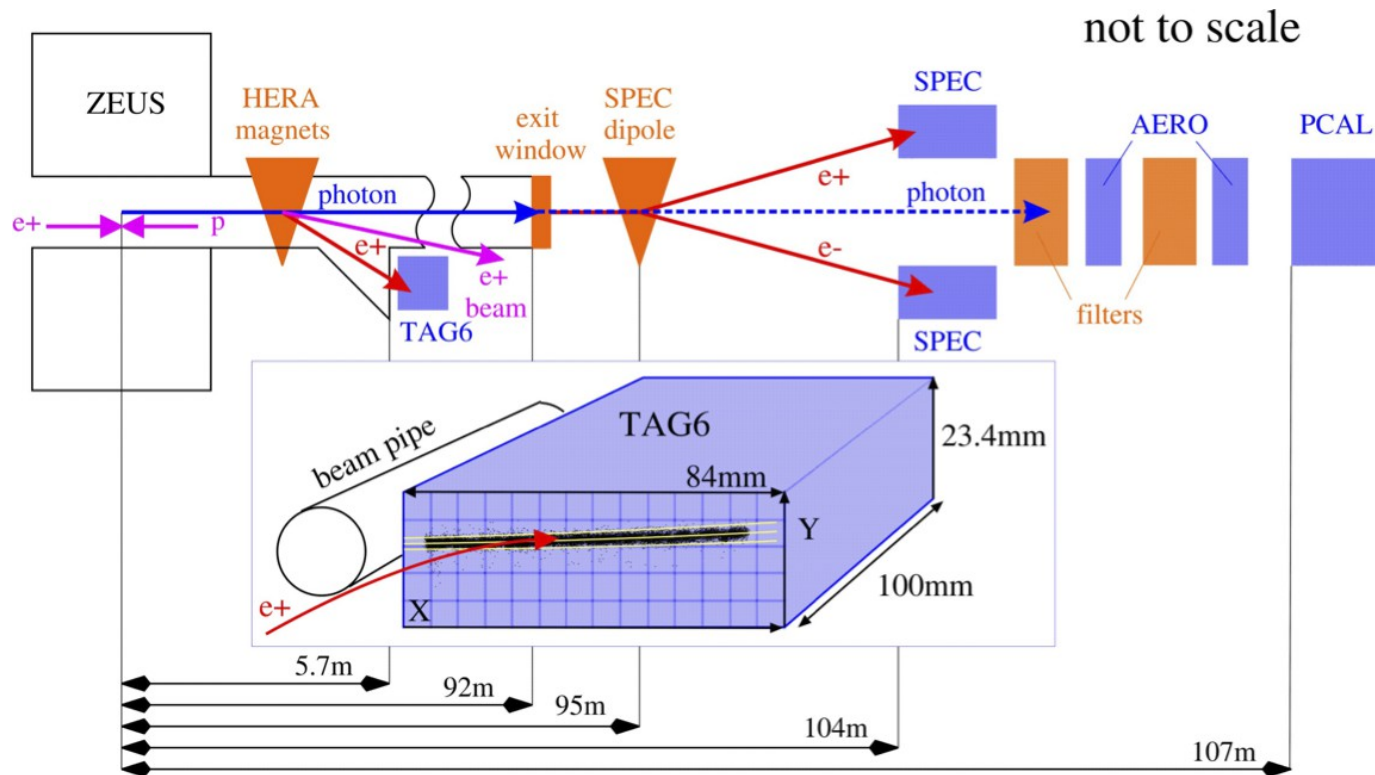 not to scale
ZEUS
HERA
magnets
exit
window
SPEC
dipole
SPEC
AERO
PCAL
photon
e+
photon
e+
p
e+
e+
beam
TAG6
e-
SPEC
filters
beam pipe
TAG6
23.4mm
84mm
Y
100mm
e+
X
5.7m
92m
95m
104m
107m